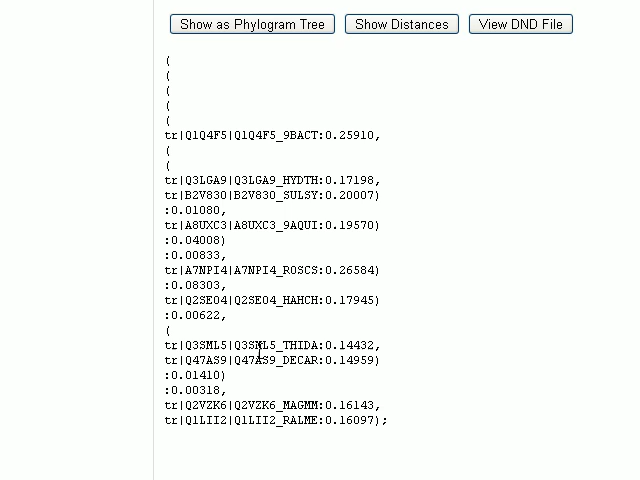 Show as Phylogram Tree Show Distances View DND File
(
(
(
(
(
tr|Q1Q4F5|Q1Q4F5_9BACT:0.25910,
(
(
tr|Q3LGA9|Q3LGA9_HYDTH:0.17198,
tr|B2V830|B2V830_SULSY:0.20007)
:0.01080,
tr|A8UXC3|A8UXC3_9AQUI:0.19570)
:0.04008)
:0.00833,
tr|A7NPI4|A7NPI4_ROSCS:0.26584)
:0.08303,
tr|Q2SE04|Q2SE04_HAHCH:0.17945)
:0.00622,
(
tr|Q3SML5|Q3SML5_THIDA:0.14432,
tr|Q47AS9|Q47AS9_DECAR:0.14959)
:0.01410)
:0.00318,
tr|Q2VZK6|Q2VZK6_MAGMM:0.16143,
tr|Q1LII2|Q1LII2_RALME:0.16097);